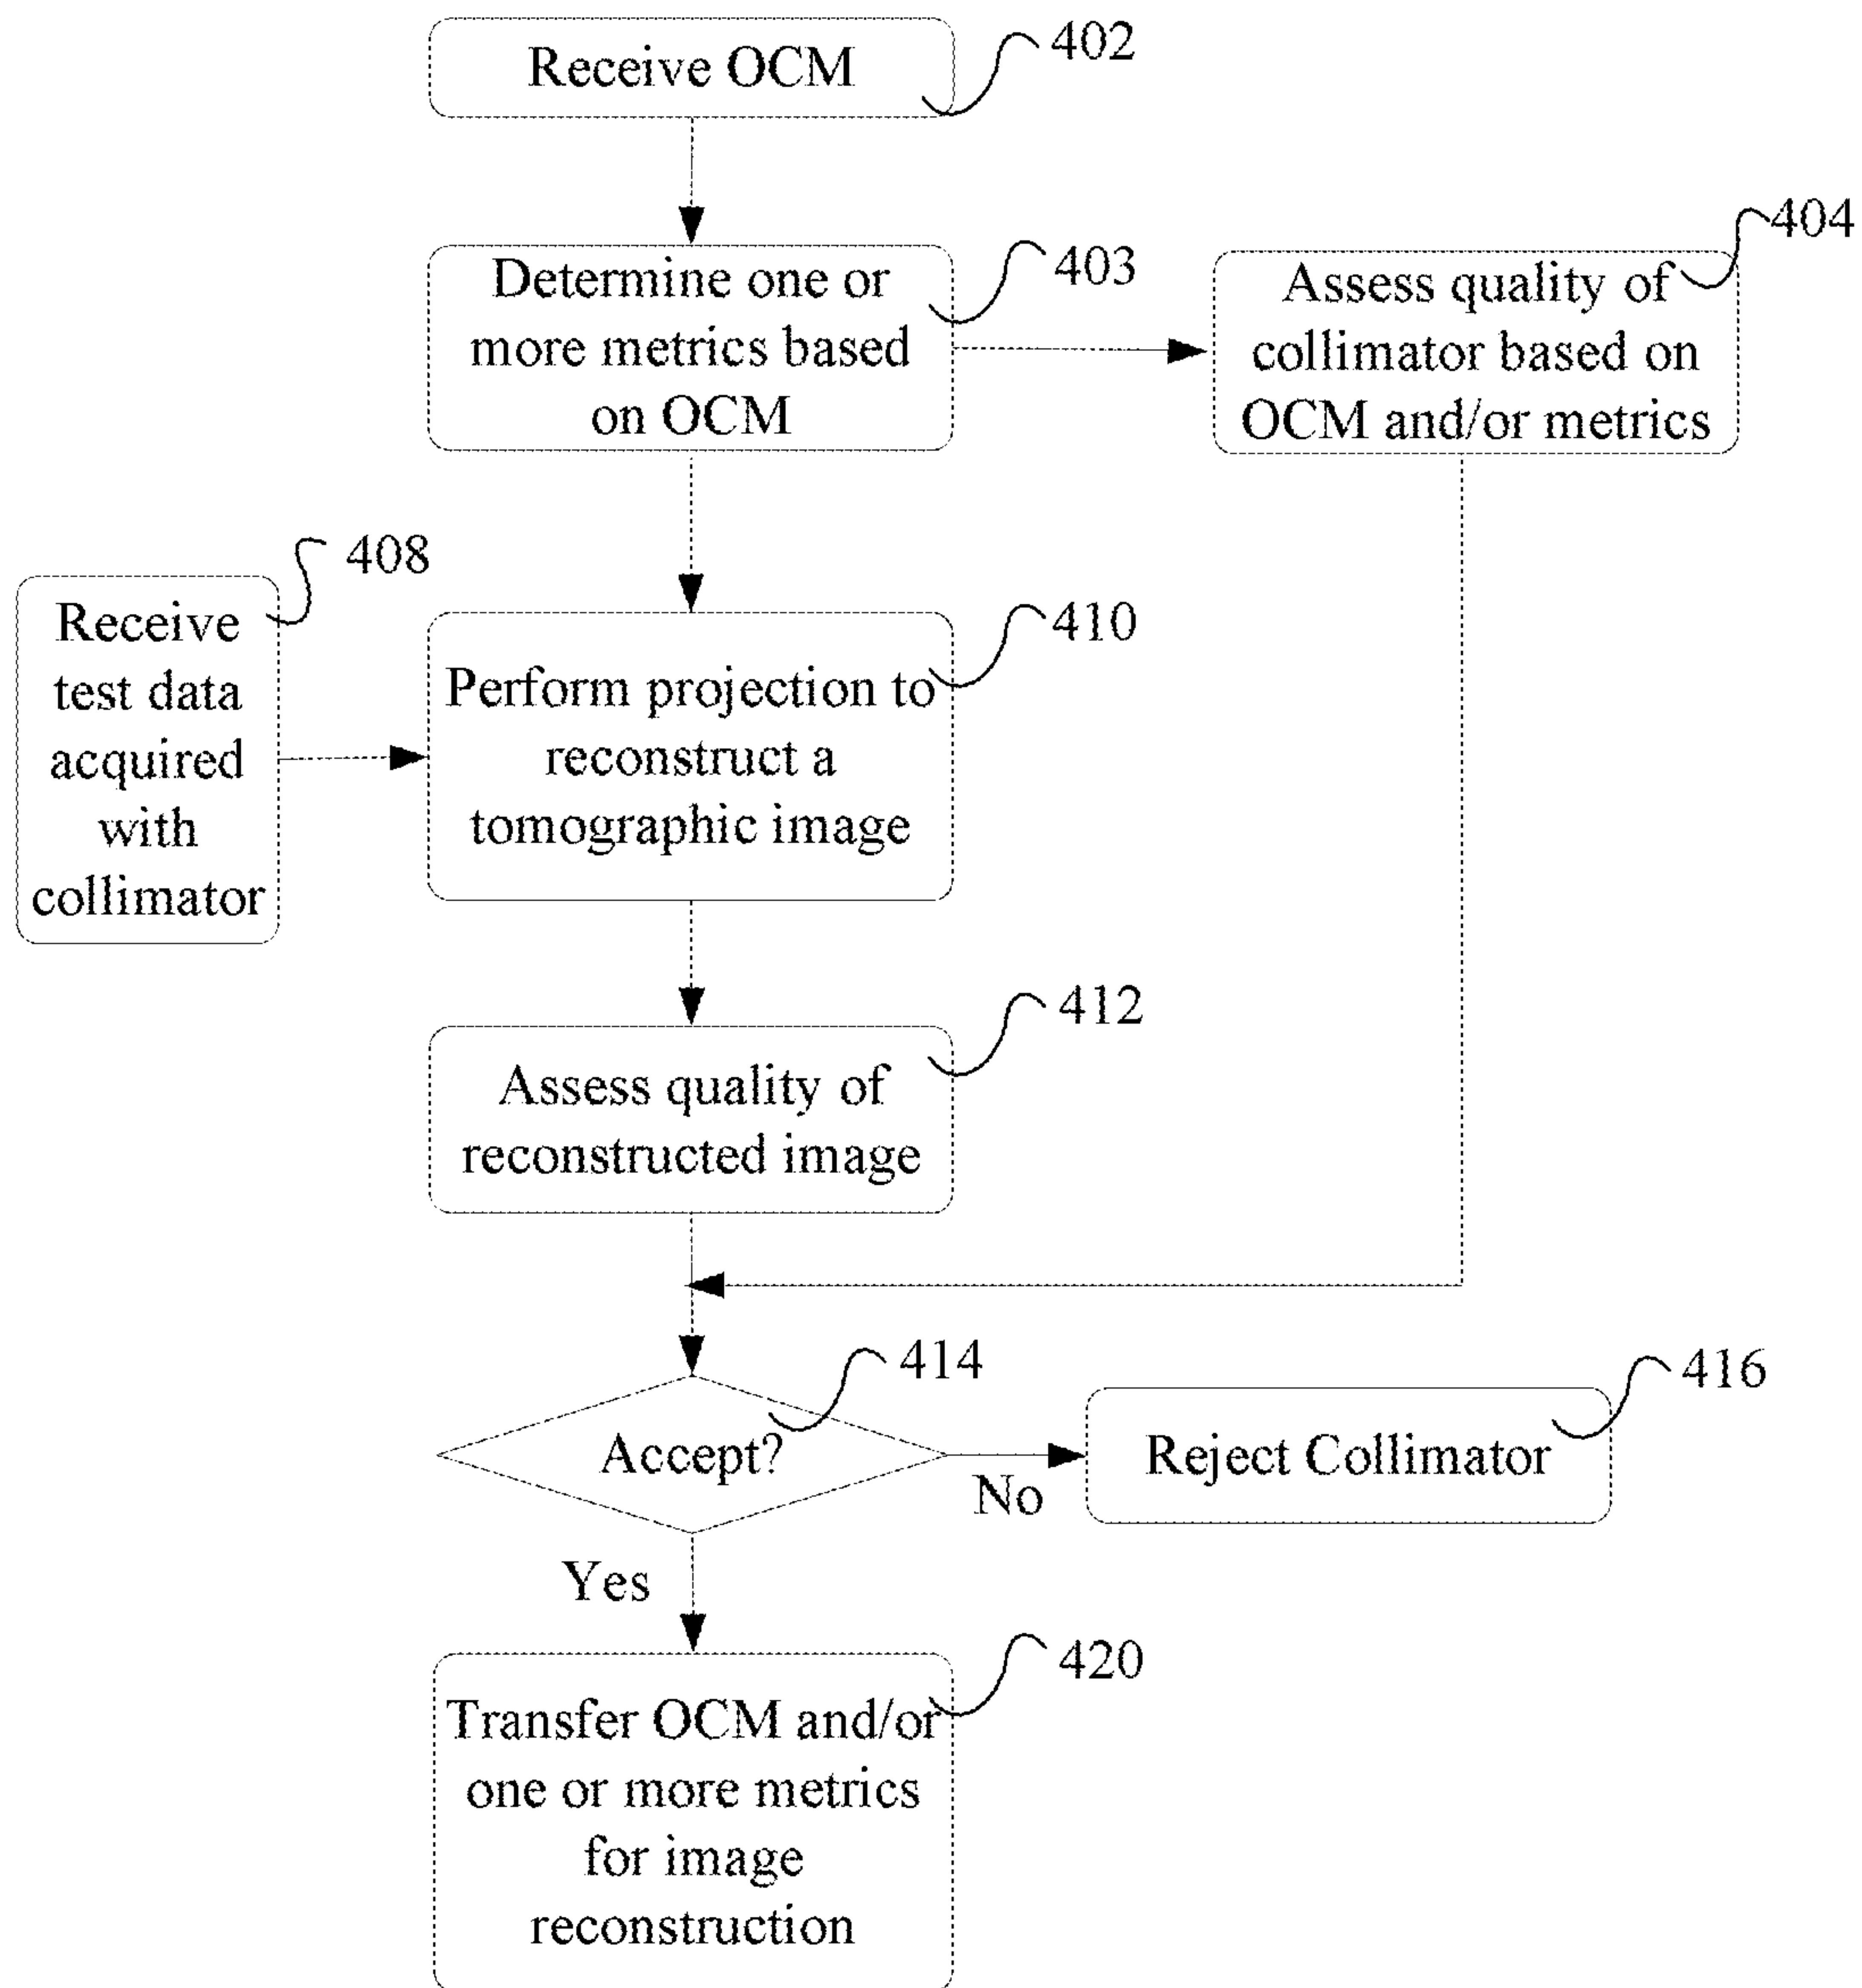 Receive OCM
402
Determine one or
more metrics based
on OCM
403
Assess quality of
collimator based on
OCM and/or metrics
404
Receive
test data
acquired
with
collimator
408
Perform projection to
reconstruct a
tomographic image
410
Assess quality of
reconstructed image
412
Accept?
414
No
Reject Collimator
416
Yes
Transfer OCM and/or
one or more metrics
for image
reconstruction
420